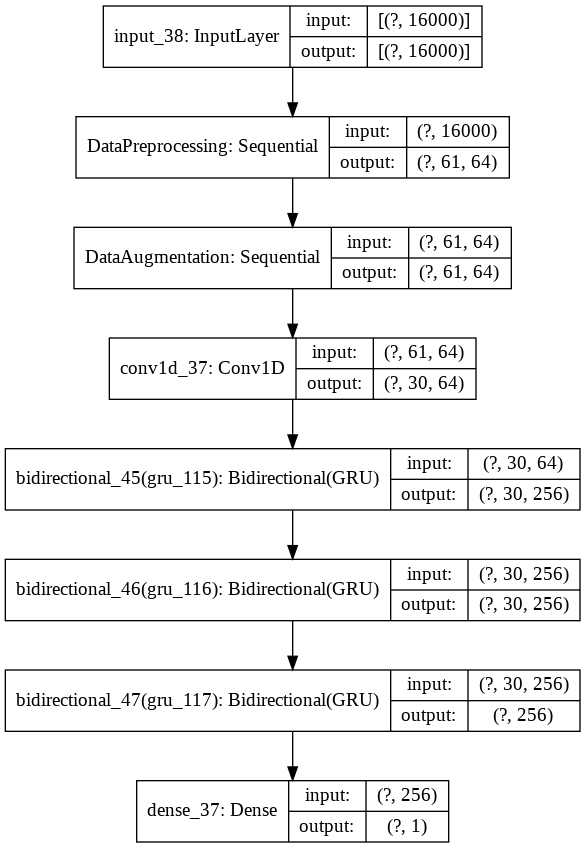 input_38: InputLayer
input: [(?, 16000)]
output: [(?, 16000)]
DataPreprocessing: Sequential
input: (?, 16000)
output: (?, 61, 64)
DataAugmentation: Sequential
input: (?, 61, 64)
output: (?, 61, 64)
conv1d_37: Conv1D
input: (?, 61, 64)
output: (?, 30, 64)
bidirectional_45(gru_115): Bidirectional(GRU)
input: (?, 30, 64)
output: (?, 30, 256)
bidirectional_46(gru_116): Bidirectional(GRU)
input: (?, 30, 256)
output: (?, 30, 256)
bidirectional_47(gru_117): Bidirectional(GRU)
input: (?, 30, 256)
output: (?, 256)
dense_37: Dense
input: (?, 256)
output: (?, 1)